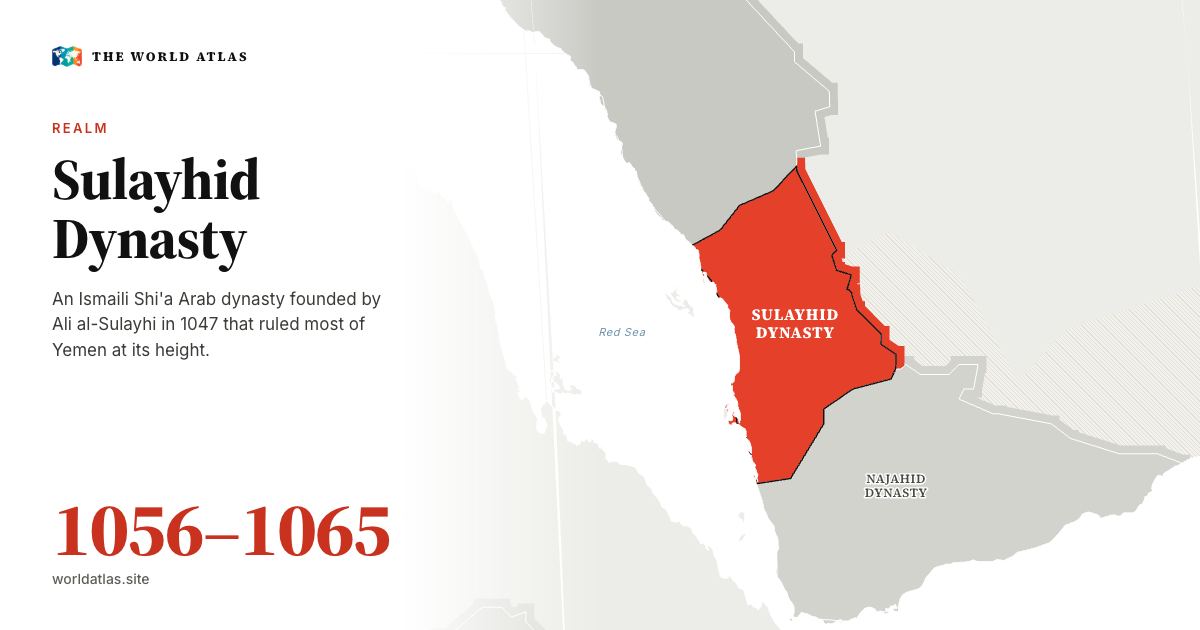 THE WORLD ATLAS
REALM
Sulayhid
Dynasty
An Ismaili Shi'a Arab dynasty founded by
Ali al-Sulayhi in 1047 that ruled most of
Yemen at its height.
1056–1065
worldatlas.site
Red Sea
SULAYHID
DYNASTY
NAJAHID
DYNASTY